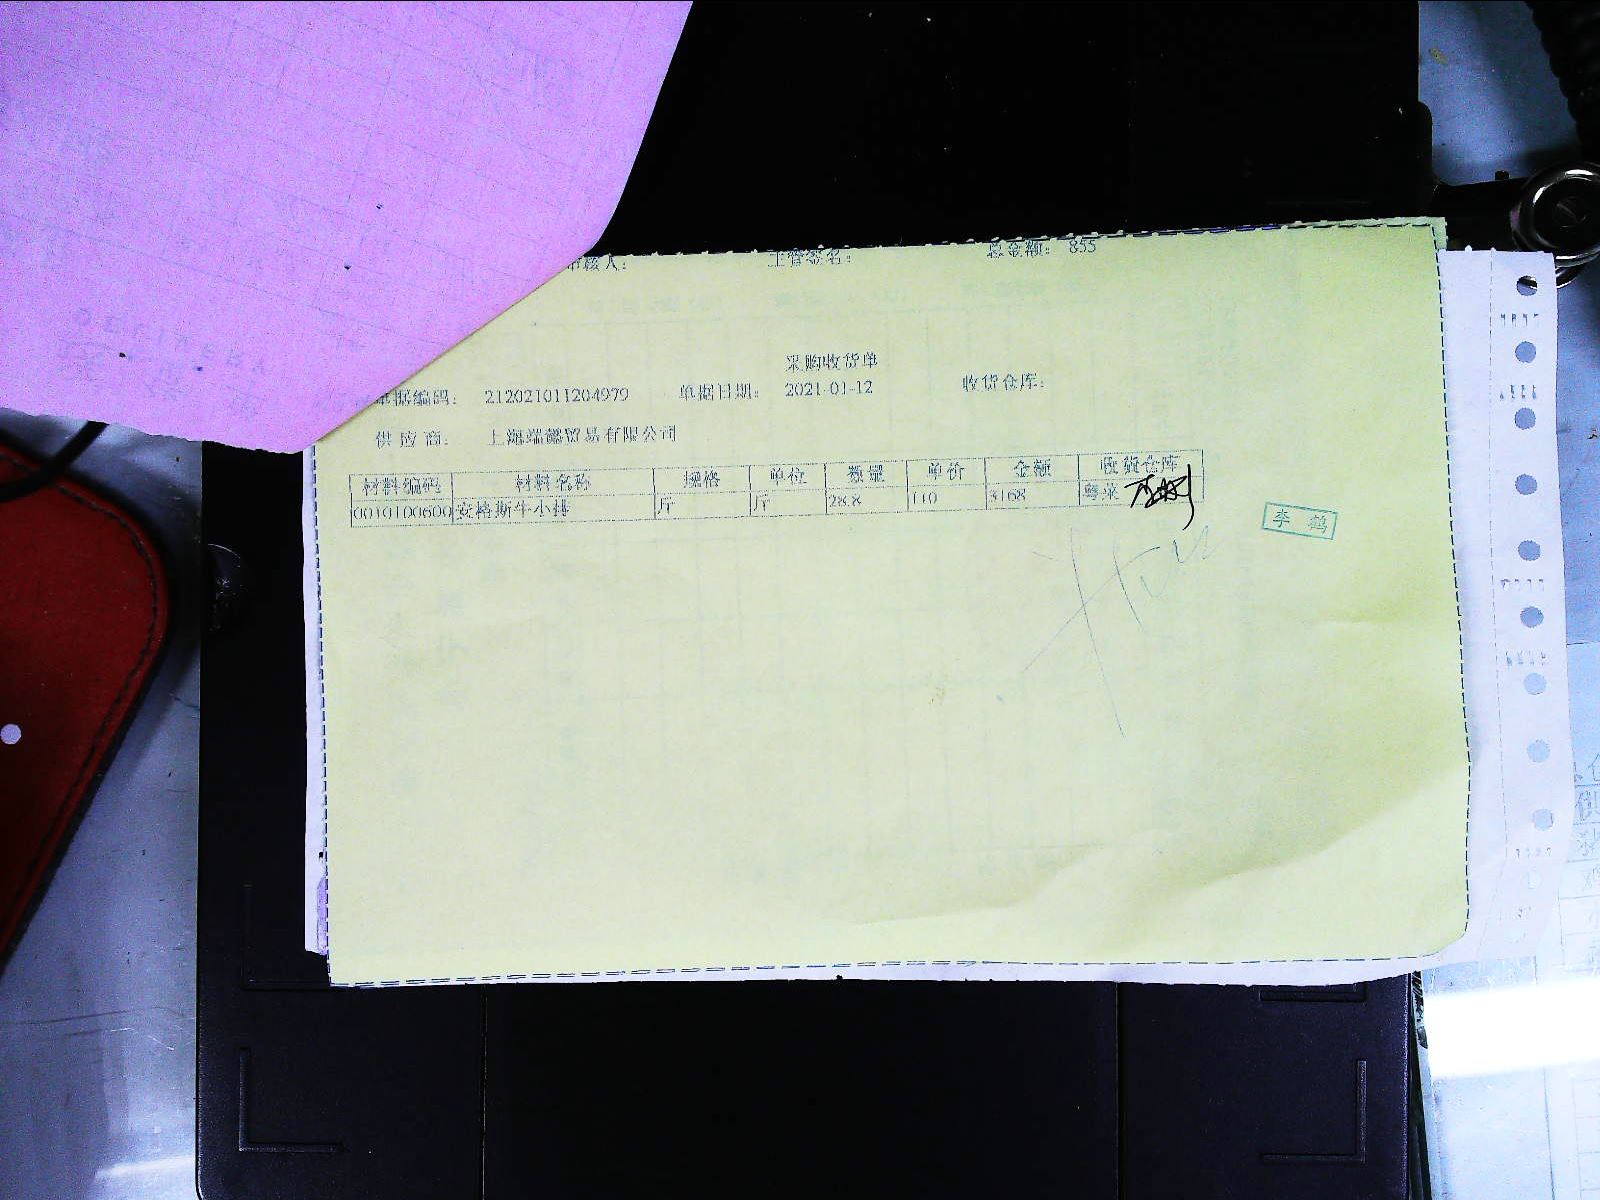 审核人： 主管签名： 总金额： 855
采购收货单
单据编码： 212021011204979 单据日期： 2021-01-12 收货仓库：
供 应 商： 上海端懿贸易有限公司
材料编码 材料名称 规格 单位 数量 单价 金额 收货仓库
0010100600 安格斯牛小排 斤 斤 28.8 110 3168 粤菜
李 鹤